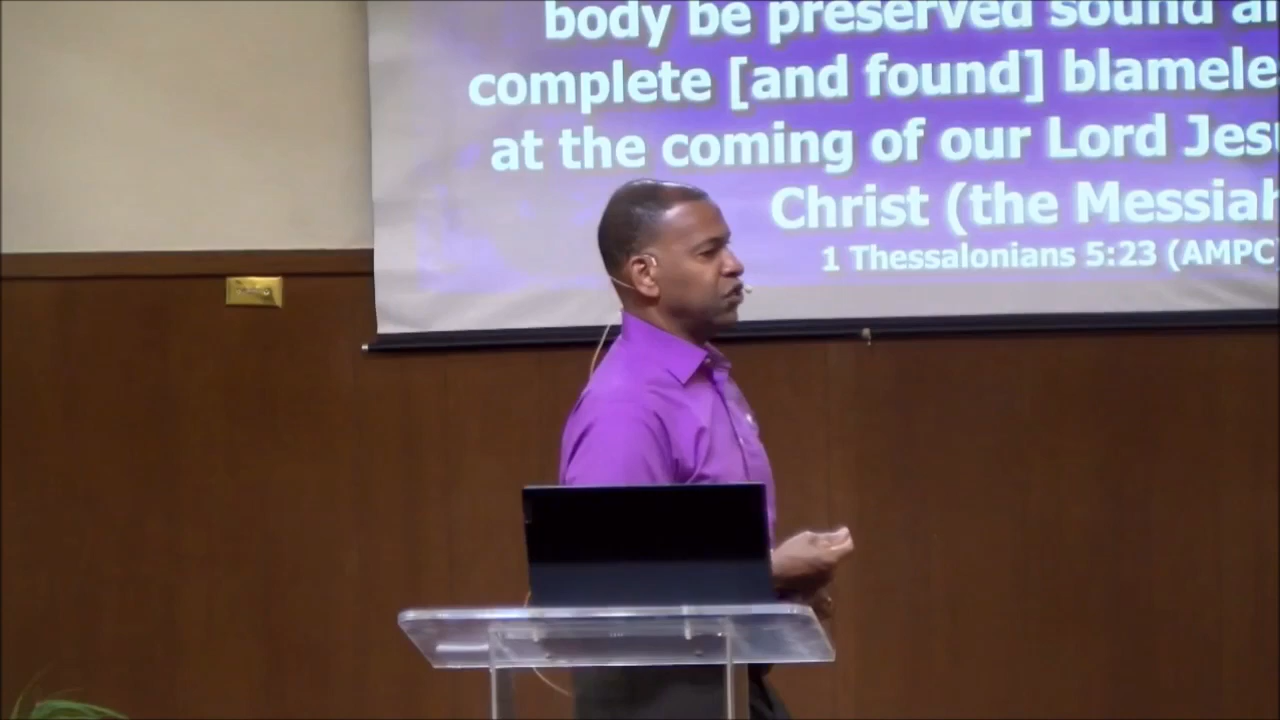 body be preserved sound a
complete [and found] blamele
at the coming of our Lord Jes
Christ (the Messiah
1 Thessalonians 5:23 (AMPC